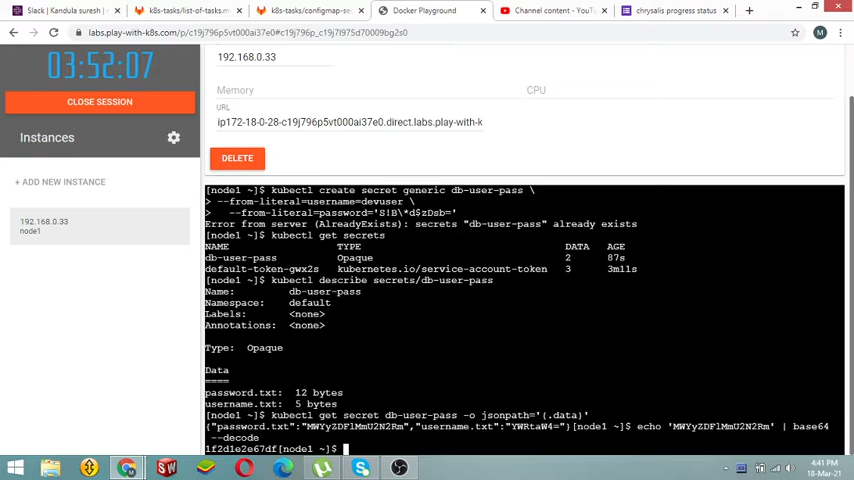 Slack | Kandula suresh | 
k8s-tasks/list-of-tasks.m
k8s-tasks/configmap-se
Docker Playground
Channel content - YouT
chrysalis progress status
labs.play-with-k8s.com/p/c19j796p5vt000ai37e0#c19j796p_c19j7l975d70009bg2s0
M
03:52:07
CLOSE SESSION
Instances
+ ADD NEW INSTANCE
192.168.0.33
node1
192.168.0.33
Memory
CPU
URL
ip172-18-0-28-c19j796p5vt000ai37e0.direct.labs.play-with-k
DELETE
[node1 ~]$ kubectl create secret generic db-user-pass \
> --from-literal=username=devuser \
>   --from-literal=password='S!B\*d$zDsb='
Error from server (AlreadyExists): secrets "db-user-pass" already exists
[node1 ~]$ kubectl get secrets
NAME TYPE DATA AGE
db-user-pass Opaque 2 87s
default-token-gwx2s kubernetes.io/service-account-token 3 3m11s
[node1 ~]$ kubectl describe secrets/db-user-pass
Name: db-user-pass
Namespace: default
Labels: <none>
Annotations: <none>
Type: Opaque
Data
====
password.txt: 12 bytes
username.txt: 5 bytes
[node1 ~]$ kubectl get secret db-user-pass -o jsonpath='{.data}'
{"password.txt":"MWYyZDFlMmU2N2Rm","username.txt":"YWRtaW4="}[node1 ~]$ echo 'MWYyZDFlMmU2N2Rm' | base64
--decode
1f2d1e2e67df[node1 ~]$
4:41 PM
18-Mar-21